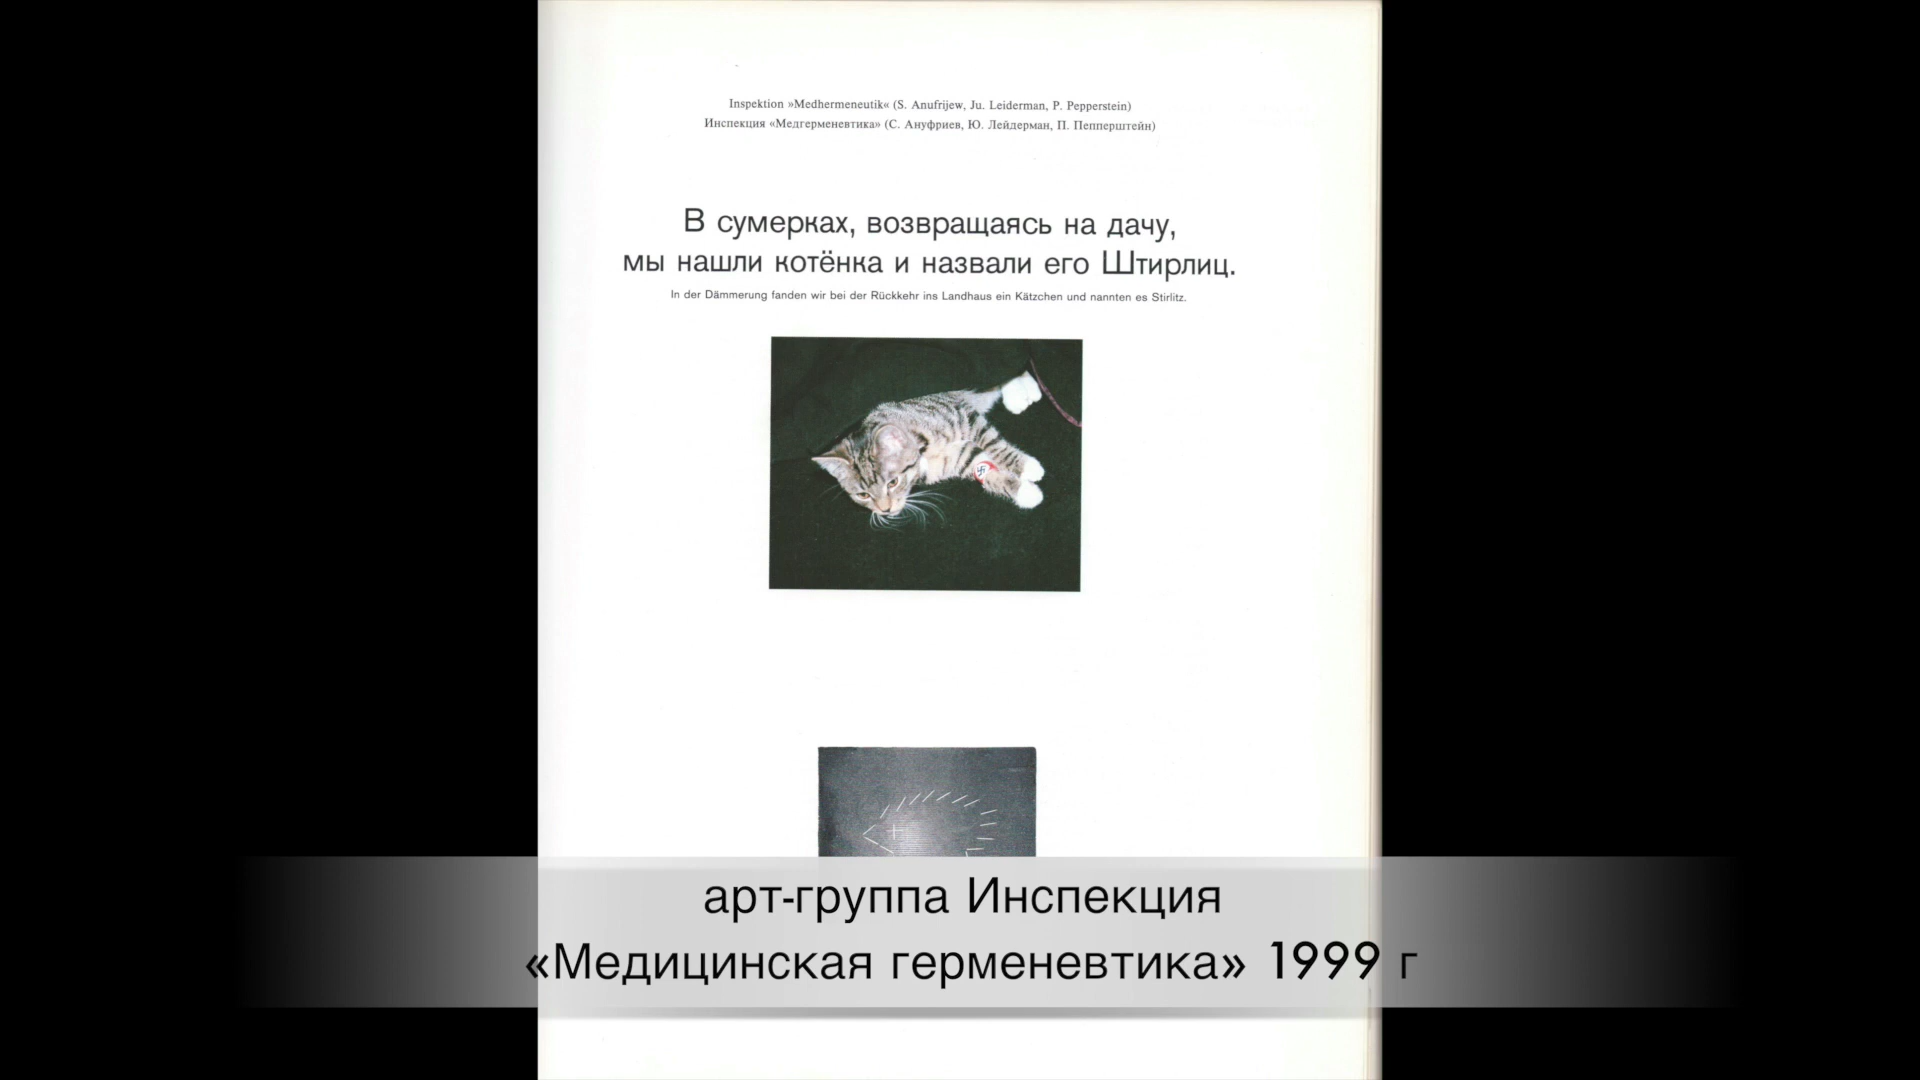 Inspektion »Medhermeneutik« (S. Anufrijew, Ju. Leiderman, P. Pepperstein)
Инспекция «Медгерменевтика» (С. Ануфриев, Ю. Лейдерман, П. Пепперштейн)
В сумерках, возвращаясь на дачу,
мы нашли котёнка и назвали его Штирлиц.
In der Dämmerung fanden wir bei der Rückkehr ins Landhaus ein Kätzchen und nannten es Stirlitz.
арт-группа Инспекция
«Медицинская герменевтика» 1999 г